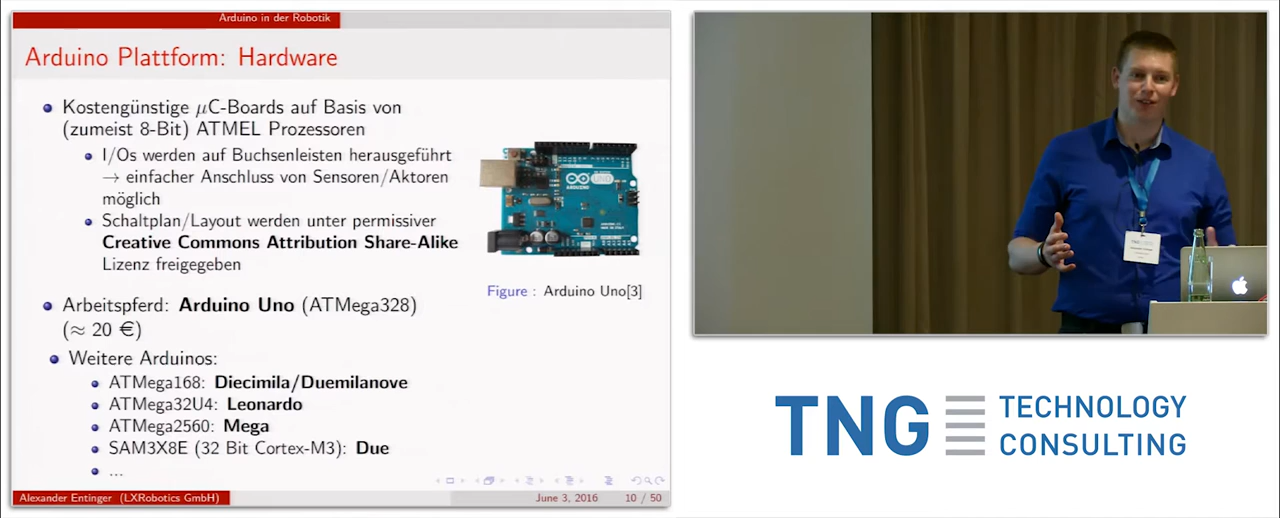 Arduino in der Robotik
Arduino Plattform: Hardware
Kostengünstige μC-Boards auf Basis von
(zumeist 8-Bit) ATMEL Prozessoren
I/Os werden auf Buchsenleisten herausgeführt
→ einfacher Anschluss von Sensoren/Aktoren
möglich
Schaltplan/Layout werden unter permissiver
Creative Commons Attribution Share-Alike
Lizenz freigegeben
Arbeitspferd: Arduino Uno (ATMega328)
(≈ 20 €)
Weitere Arduinos:
ATMega168: Diecimila/Duemilanove
ATMega32U4: Leonardo
ATMega2560: Mega
SAM3X8E (32 Bit Cortex-M3): Due
...
UNO
ARDUINO
Figure : Arduino Uno[3]
Alexander Entinger (LXRobotics GmbH)
June 3, 2016
10 / 50
TNG
TECHNOLOGY
CONSULTING